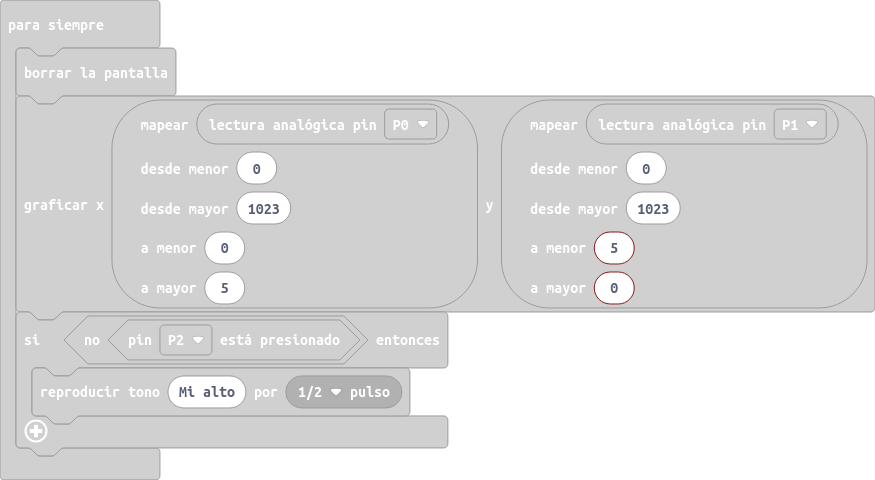 para siempre
borrar la pantalla
graficar x
mapear lectura analógica pin P0
desde menor 0
desde mayor 1023
a menor 0
a mayor 5
y
mapear lectura analógica pin P1
desde menor 0
desde mayor 1023
a menor 5
a mayor 0
si no pin P2 está presionado entonces
reproducir tono Mi alto por 1/2 pulso